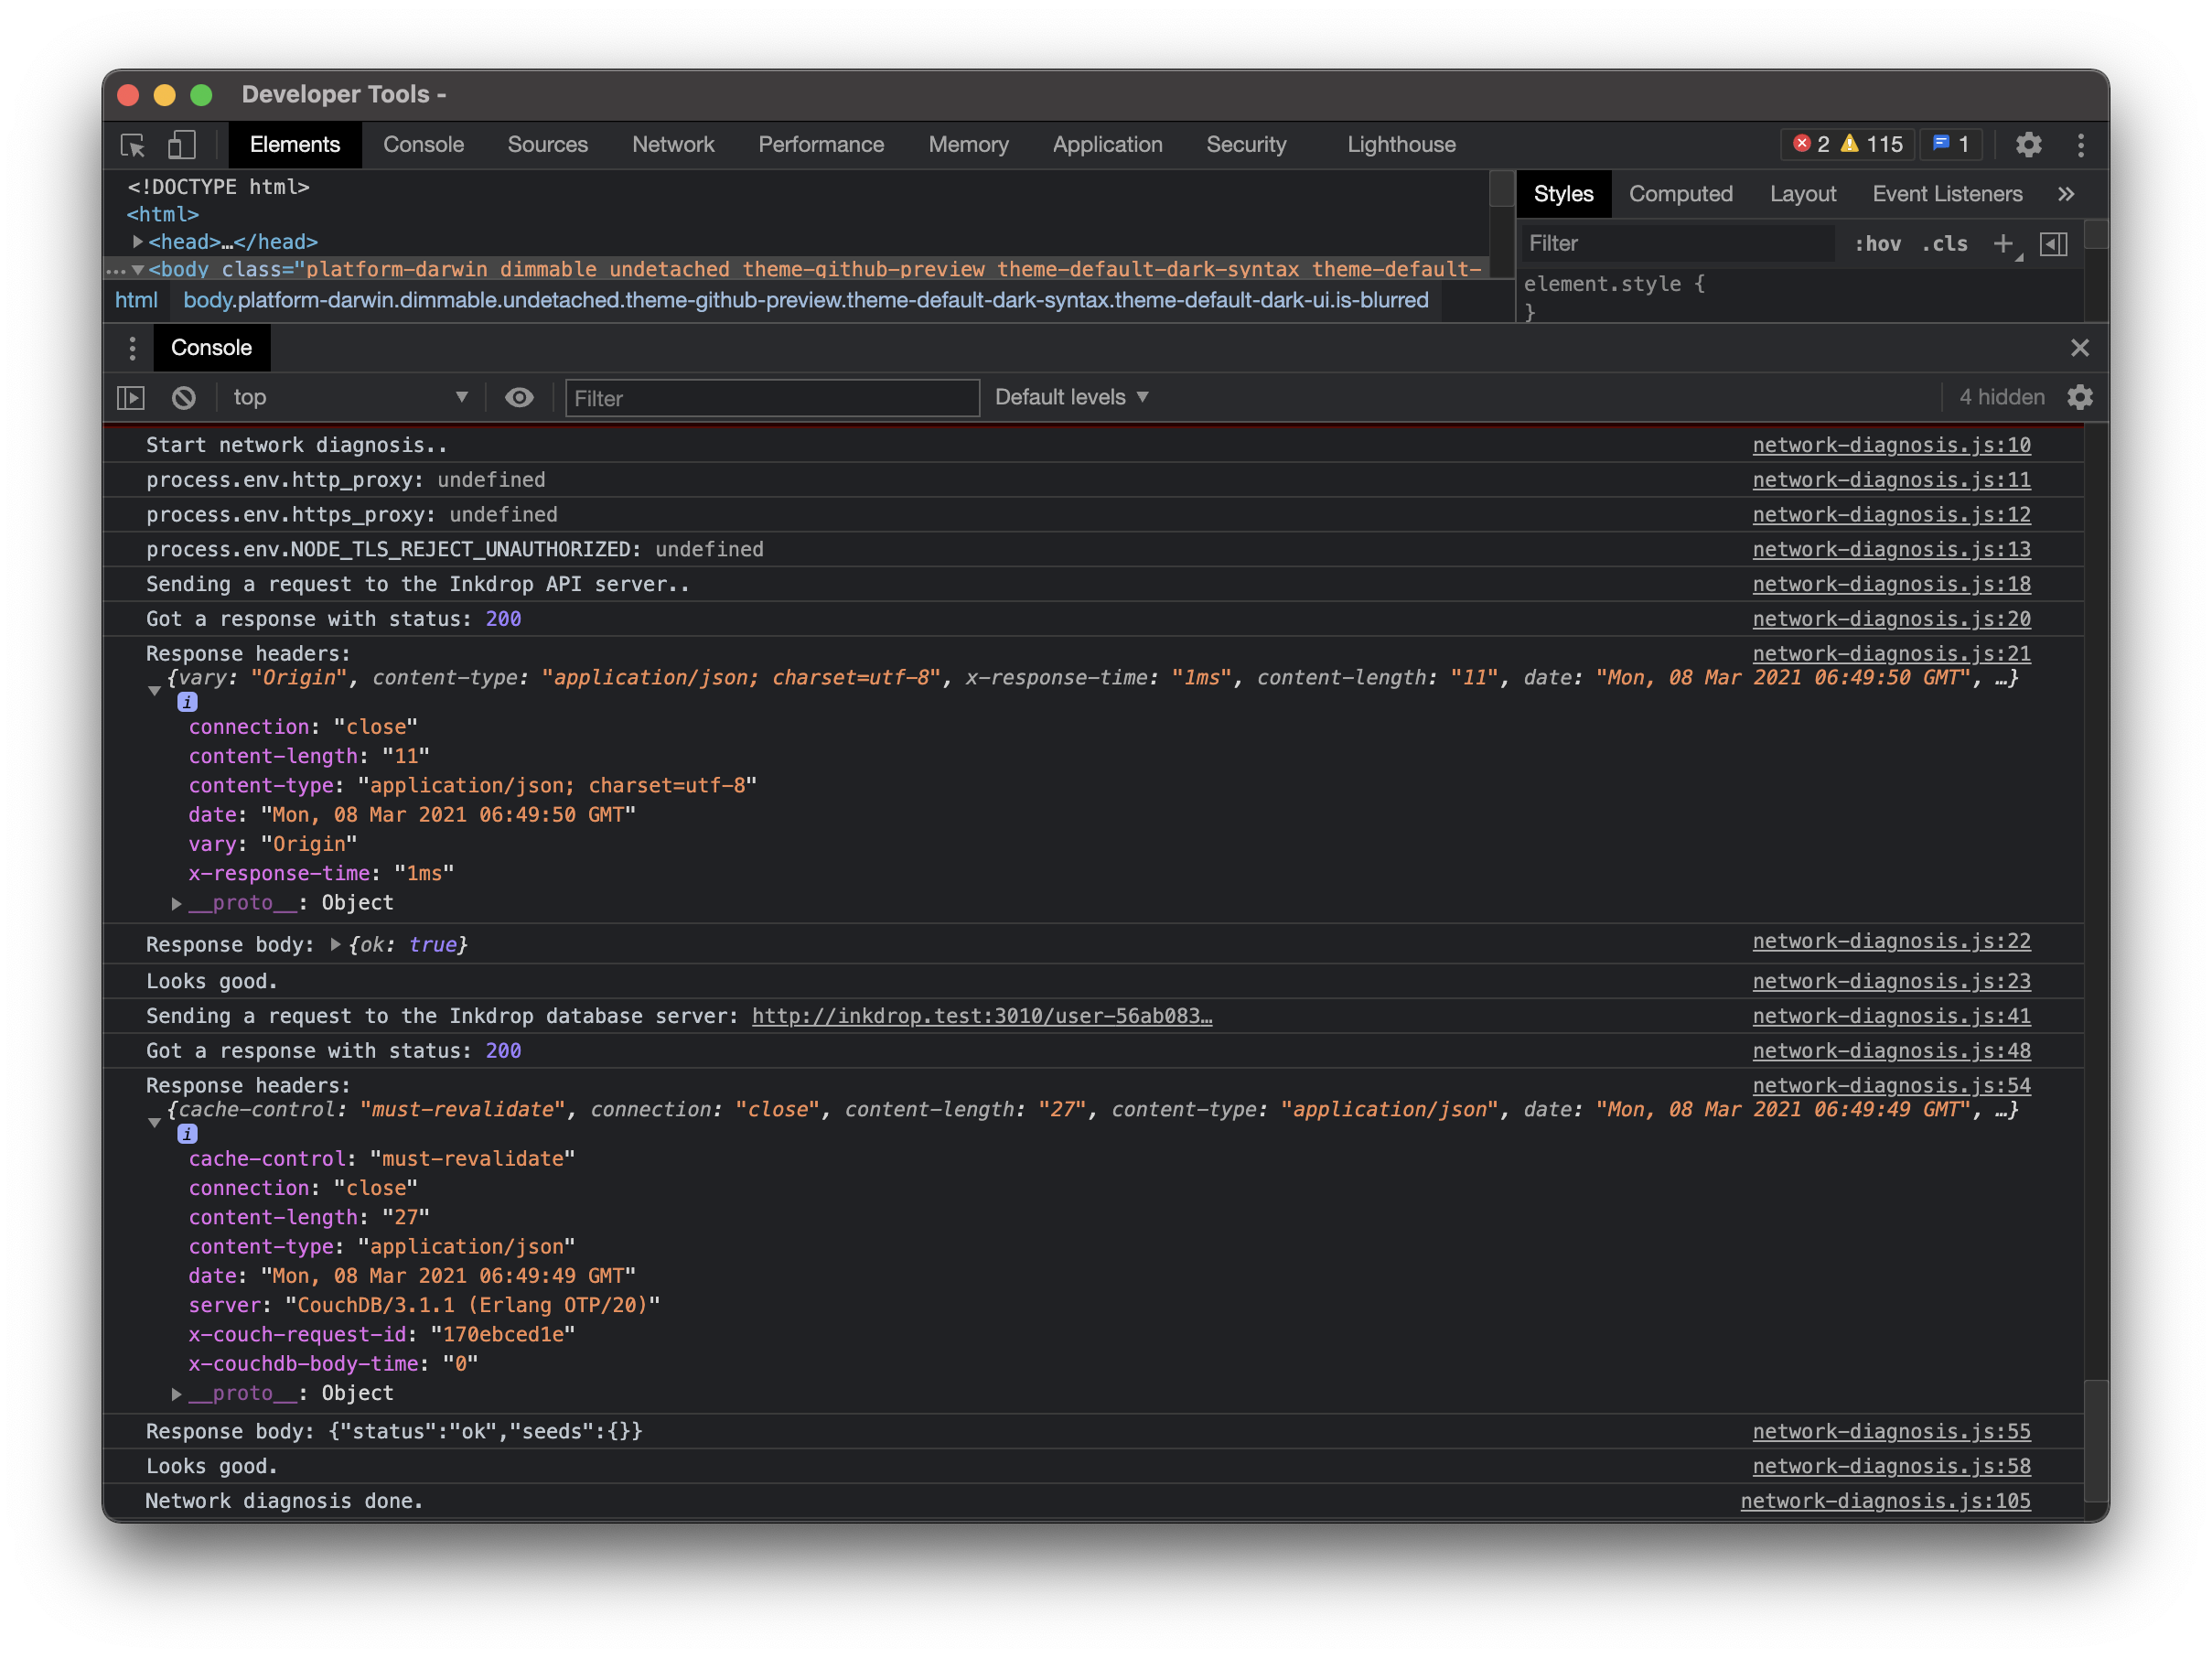 Developer Tools -
Elements Console Sources Network Performance Memory Application Security Lighthouse 2 115 1
<!DOCTYPE html>
<html>
<head>…</head>
…<body class="platform-darwin dimmable undetached theme-github-preview theme-default-dark-syntax theme-default-
html body.platform-darwin.dimmable.undetached.theme-github-preview.theme-default-dark-syntax.theme-default-dark-ui.is-blurred
Styles Computed Layout Event Listeners »
Filter :hov .cls +
element.style {
}
Console
top Filter Default levels 4 hidden
Start network diagnosis.. network-diagnosis.js:10
process.env.http_proxy: undefined network-diagnosis.js:11
process.env.https_proxy: undefined network-diagnosis.js:12
process.env.NODE_TLS_REJECT_UNAUTHORIZED: undefined network-diagnosis.js:13
Sending a request to the Inkdrop API server.. network-diagnosis.js:18
Got a response with status: 200 network-diagnosis.js:20
Response headers: network-diagnosis.js:21
{vary: "Origin", content-type: "application/json; charset=utf-8", x-response-time: "1ms", content-length: "11", date: "Mon, 08 Mar 2021 06:49:50 GMT", …}
i
connection: "close"
content-length: "11"
content-type: "application/json; charset=utf-8"
date: "Mon, 08 Mar 2021 06:49:50 GMT"
vary: "Origin"
x-response-time: "1ms"
__proto__: Object
Response body: {ok: true} network-diagnosis.js:22
Looks good. network-diagnosis.js:23
Sending a request to the Inkdrop database server: http://inkdrop.test:3010/user-56ab083… network-diagnosis.js:41
Got a response with status: 200 network-diagnosis.js:48
Response headers: network-diagnosis.js:54
{cache-control: "must-revalidate", connection: "close", content-length: "27", content-type: "application/json", date: "Mon, 08 Mar 2021 06:49:49 GMT", …}
i
cache-control: "must-revalidate"
connection: "close"
content-length: "27"
content-type: "application/json"
date: "Mon, 08 Mar 2021 06:49:49 GMT"
server: "CouchDB/3.1.1 (Erlang OTP/20)"
x-couch-request-id: "170ebced1e"
x-couchdb-body-time: "0"
__proto__: Object
Response body: {"status":"ok","seeds":{}} network-diagnosis.js:55
Looks good. network-diagnosis.js:58
Network diagnosis done. network-diagnosis.js:105